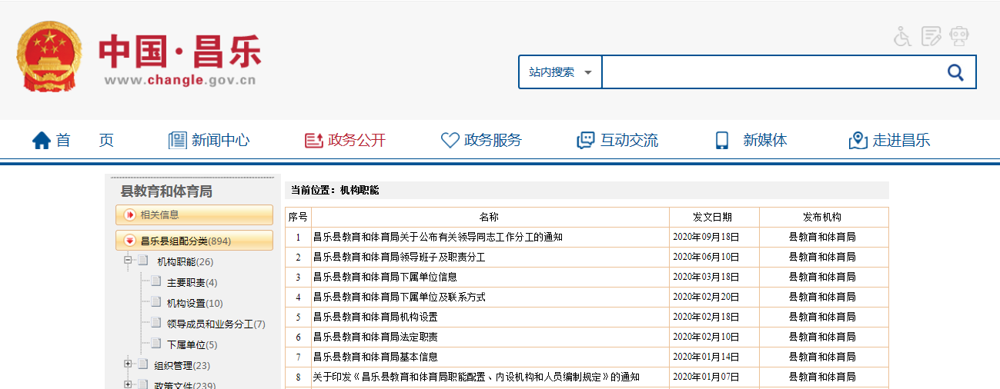 中国·昌乐
www.changle.gov.cn
站内搜索
首 页 新闻中心 政务公开 政务服务 互动交流 新媒体 走进昌乐
县教育和体育局
相关信息
昌乐县组配分类(894)
机构职能(26)
主要职责(4)
机构设置(10)
领导成员和业务分工(7)
下属单位(5)
组织管理(23)
政策文件(239)
当前位置：机构职能
序号 名称 发文日期 发布机构
1 昌乐县教育和体育局关于公布有关领导同志工作分工的通知 2020年09月18日 县教育和体育局
2 昌乐县教育和体育局领导班子及职责分工 2020年06月10日 县教育和体育局
3 昌乐县教育和体育局下属单位信息 2020年03月18日 县教育和体育局
4 昌乐县教育和体育局下属单位及联系方式 2020年02月20日 县教育和体育局
5 昌乐县教育和体育局机构设置 2020年02月18日 县教育和体育局
6 昌乐县教育和体育局法定职责 2020年02月10日 县教育和体育局
7 昌乐县教育和体育局基本信息 2020年01月14日 县教育和体育局
8 关于印发《昌乐县教育和体育局职能配置、内设机构和人员编制规定》的通知 2020年01月07日 县教育和体育局